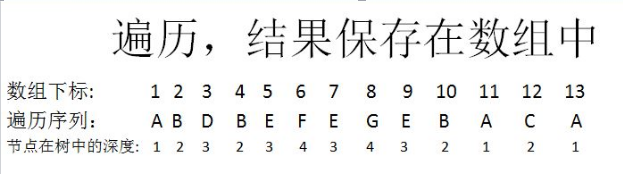 遍历，结果保存在数组中
数组下标: 1 2 3 4 5 6 7 8 9 10 11 12 13
遍历序列： A B D B E F E G E B A C A
节点在树中的深度: 1 2 3 2 3 4 3 4 3 2 1 2 1